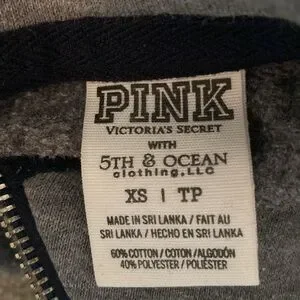 PINK
VICTORIA'S SECRET
WITH
5TH & OCEAN
clothing, LLC
XS | TP
MADE IN SRI LANKA / FAIT AU
SRI LANKA / HECHO EN SRI LANKA
60% COTTON / COTON / ALGODÓN
40% POLYESTER / POLIÉSTER